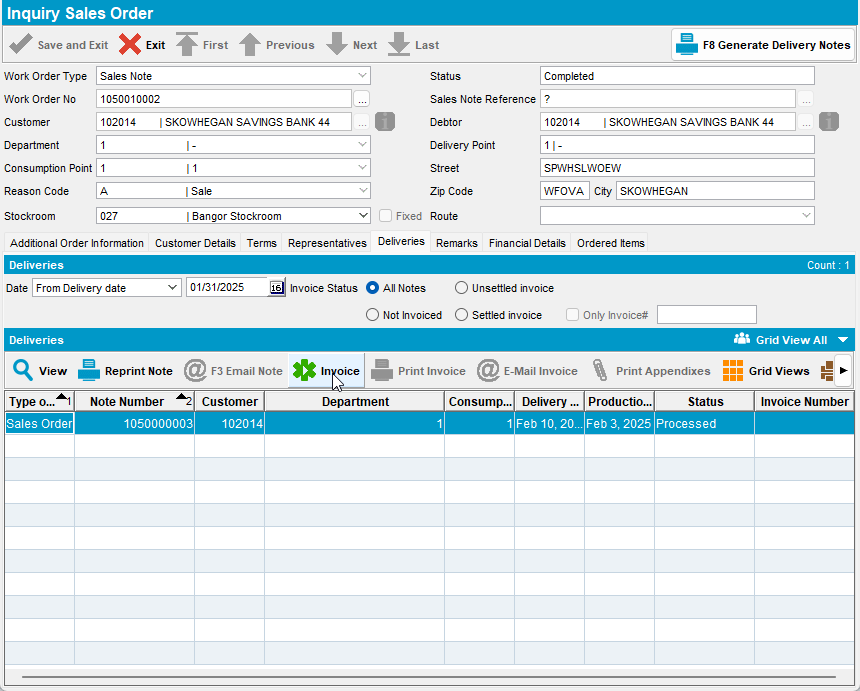 Inquiry Sales Order
Save and Exit Exit First Previous Next Last F8 Generate Delivery Notes
Work Order Type Sales Note Status Completed
Work Order No 1050010002 ... Sales Note Reference ? ...
Customer 102014 | SKOWHEGAN SAVINGS BANK 44 ... i Debtor 102014 | SKOWHEGAN SAVINGS BANK 44 ... i
Department 1 | - Delivery Point 1 | -
Consumption Point 1 | 1 Street SPWHSLWOEW
Reason Code A | Sale Zip Code WFOVA City SKOWHEGAN
Stockroom 027 | Bangor Stockroom Fixed Route
Additional Order Information Customer Details Terms Representatives Deliveries Remarks Financial Details Ordered Items
Deliveries Count : 1
Date From Delivery date 01/31/2025 16 Invoice Status All Notes Unsettled invoice
Not Invoiced Settled invoice Only Invoice#
Deliveries Grid View All
View Reprint Note @ F3 Email Note Invoice Print Invoice @ E-Mail Invoice Print Appendixes Grid Views
Type o... 1 Note Number 2 Customer Department Consump... Delivery ... Productio... Status Invoice Number
Sales Order 1050000003 102014 1 1 Feb 10, 20... Feb 3, 2025 Processed